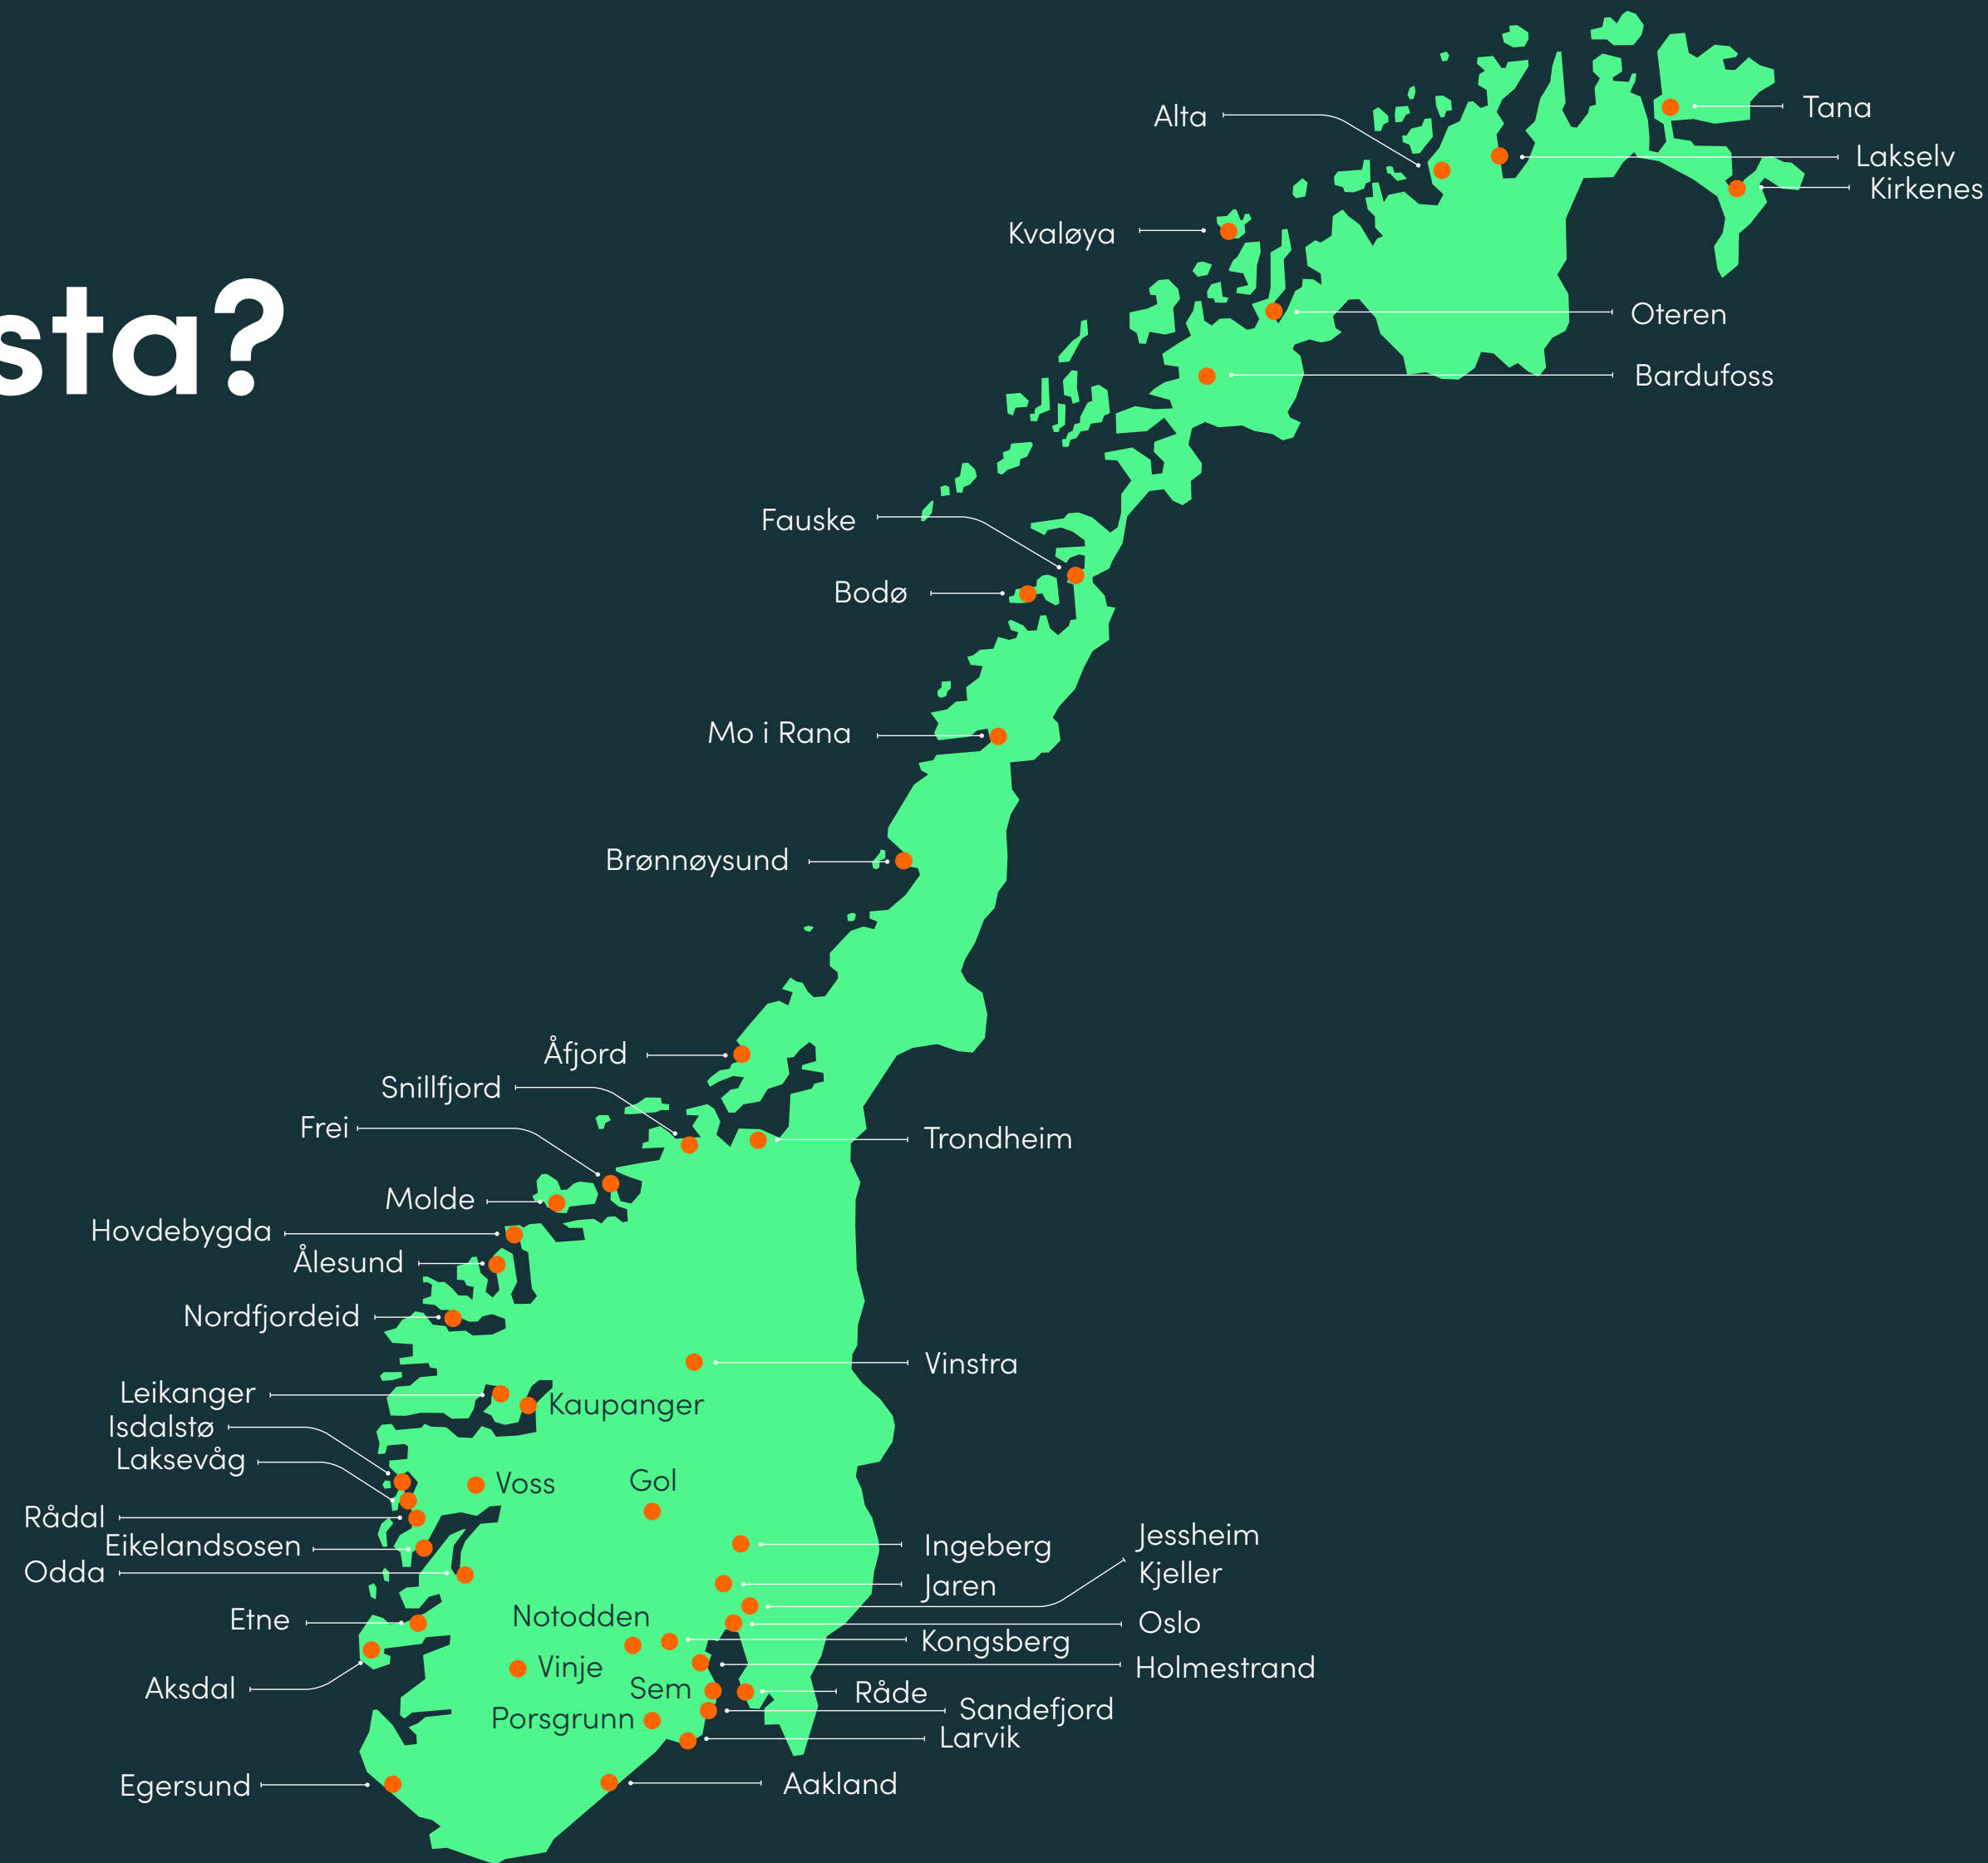 sta?
Alta
Tana
Lakselv
Kirkenes
Kvaløya
Oteren
Bardufoss
Fauske
Bodø
Mo i Rana
Brønnøysund
Åfjord
Snillfjord
Frei
Trondheim
Molde
Hovdebygda
Ålesund
Nordfjordeid
Vinstra
Leikanger
Kaupanger
Isdalstø
Laksevåg
Voss
Gol
Rådal
Eikelandsosen
Odda
Ingeberg
Jessheim
Kjeller
Jaren
Etne
Notodden
Oslo
Kongsberg
Vinje
Holmestrand
Aksdal
Sem
Råde
Sandefjord
Porsgrunn
Larvik
Egersund
Aakland